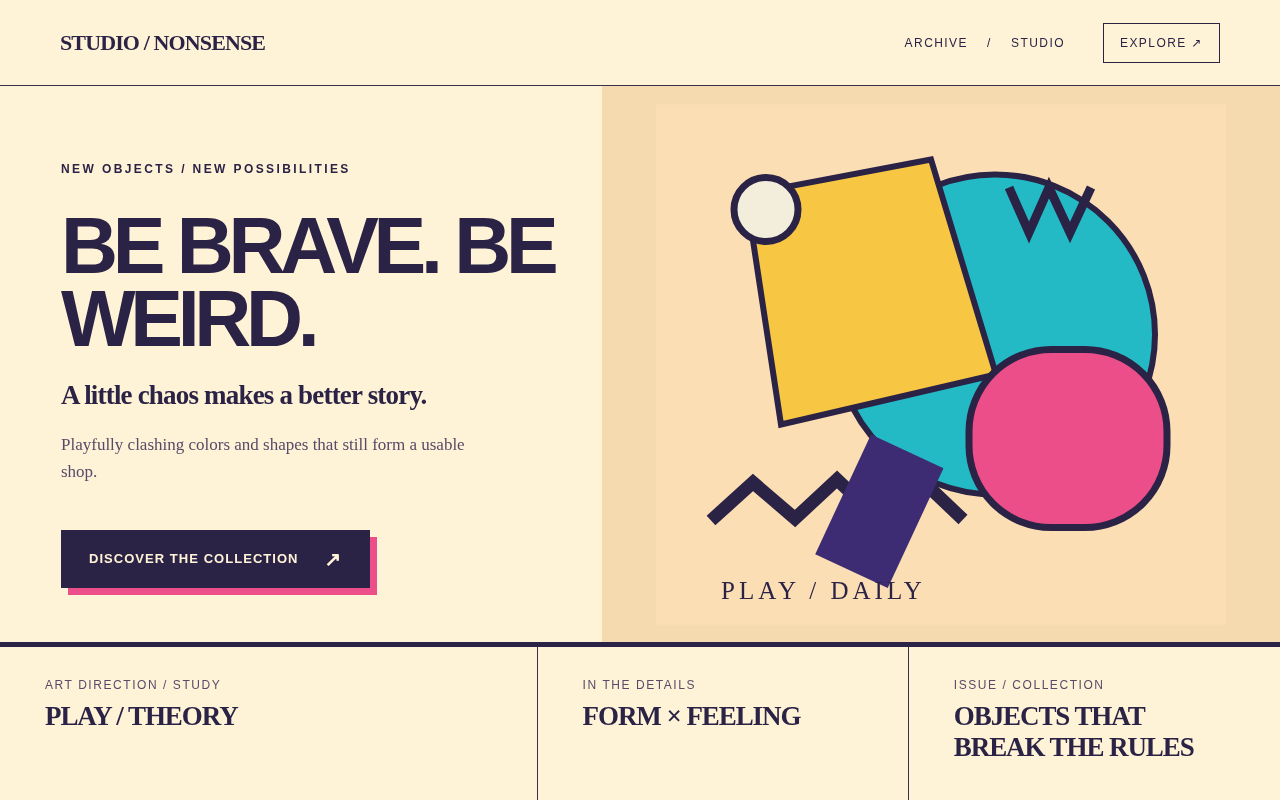 STUDIO / NONSENSE
ARCHIVE / STUDIO
EXPLORE ↗
NEW OBJECTS / NEW POSSIBILITIES
BE BRAVE. BE
WEIRD.
A little chaos makes a better story.
Playfully clashing colors and shapes that still form a usable
shop.
DISCOVER THE COLLECTION ↗
PLAY / DAILY
ART DIRECTION / STUDY
PLAY / THEORY
IN THE DETAILS
FORM × FEELING
ISSUE / COLLECTION
OBJECTS THAT
BREAK THE RULES